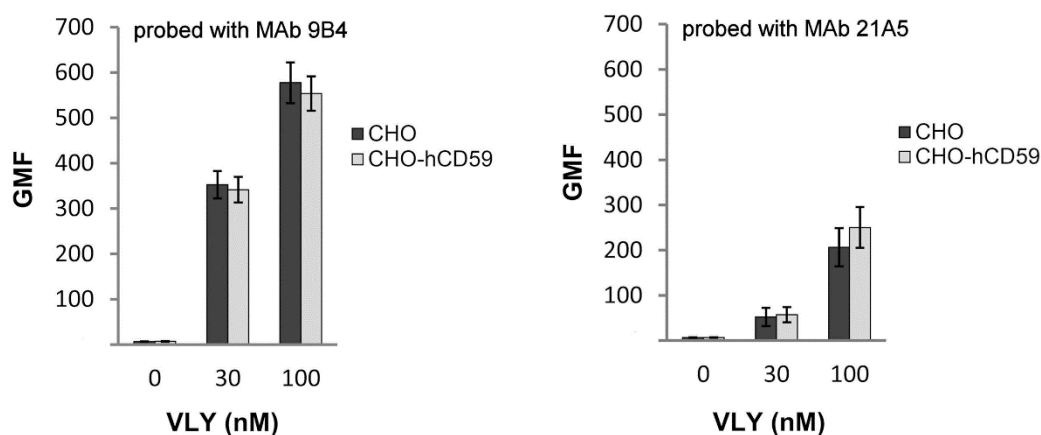 probed with MAb 9B4
700
600
500
400
300
200
100
GMF
CHO
CHO-hCD59
0 30 100
VLY (nM)
probed with MAb 21A5
700
600
500
400
300
200
100
GMF
CHO
CHO-hCD59
0 30 100
VLY (nM)